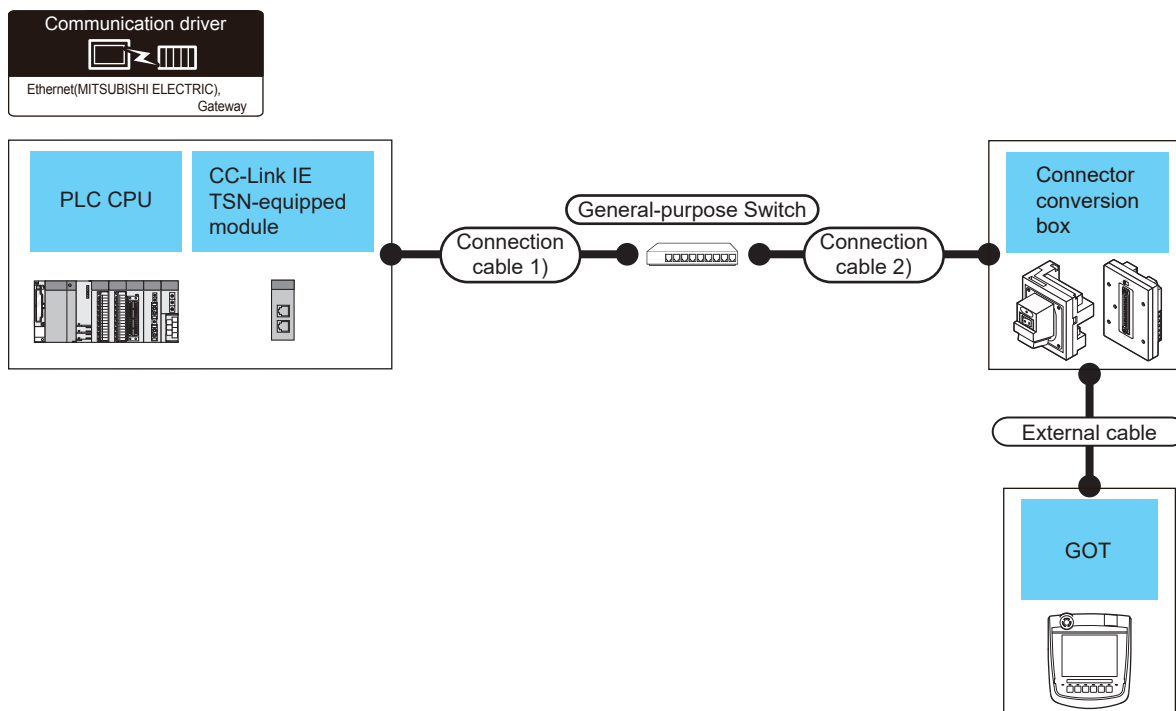 Communication driver
Ethernet(MITSUBISHI ELECTRIC),
Gateway
PLC CPU
CC-Link IE
TSN-equipped
module
Connection
cable 1)
General-purpose Switch
Connection
cable 2)
Connector
conversion
box
External cable
GOT